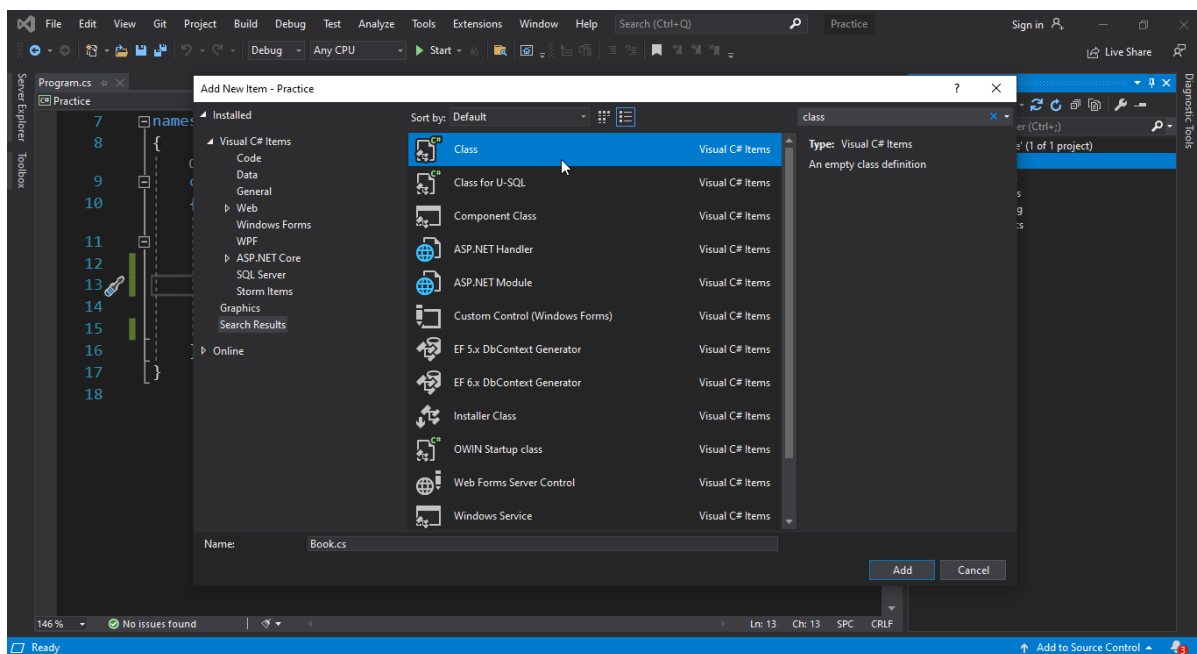 File Edit View Git Project Build Debug Test Analyze Tools Extensions Window Help Search (Ctrl+Q) Practice Sign in
Debug Any CPU Start Live Share
Server Explorer
Toolbox
Program.cs
C# Practice
7 names
8 {
9
10
11
12
13
14
15
16
17 }
18
Add New Item - Practice ? ×
Installed
Visual C# Items
Code
Data
General
Web
Windows Forms
WPF
ASP.NET Core
SQL Server
Storm Items
Graphics
Search Results
Online
Sort by: Default
Class Visual C# Items
Class for U-SQL Visual C# Items
Component Class Visual C# Items
ASP.NET Handler Visual C# Items
ASP.NET Module Visual C# Items
Custom Control (Windows Forms) Visual C# Items
EF 5.x DbContext Generator Visual C# Items
EF 6.x DbContext Generator Visual C# Items
Installer Class Visual C# Items
OWIN Startup class Visual C# Items
Web Forms Server Control Visual C# Items
Windows Service Visual C# Items
class
Type: Visual C# Items
An empty class definition
Name: Book.cs
Add Cancel
er (Ctrl+;)
e' (1 of 1 project)
s
g
cs
Diagnostic Tools
146 % No issues found Ln: 13 Ch: 13 SPC CRLF
Ready Add to Source Control 3